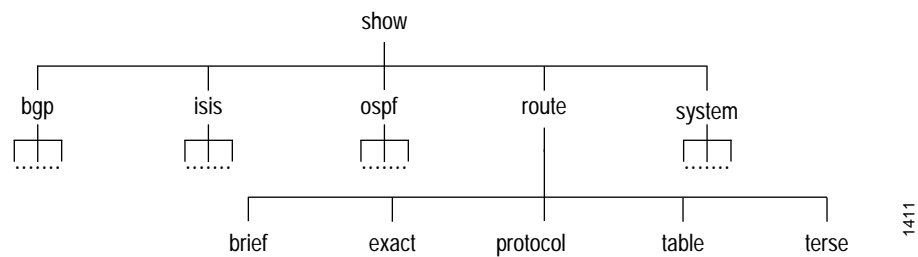 show
bgp isis ospf route system
brief exact protocol table terse
1411